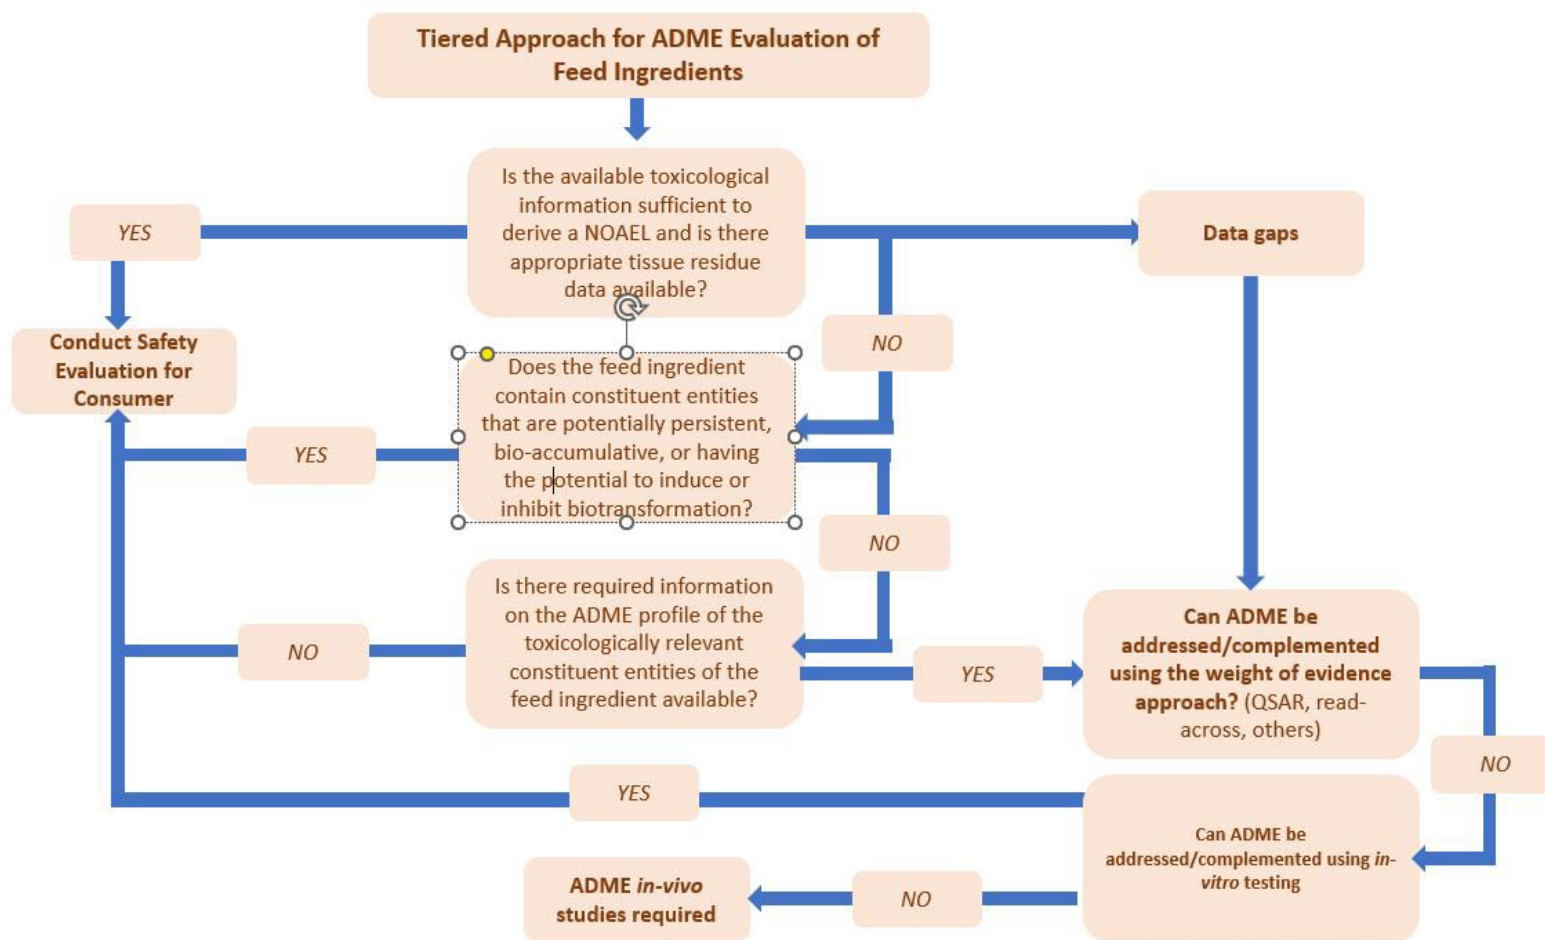 Tiered Approach for ADME Evaluation of
Feed Ingredients
Is the available toxicological
information sufficient to
derive a NOAEL and is there
appropriate tissue residue
data available?
YES
Data gaps
NO
Conduct Safety
Evaluation for
Consumer
Does the feed ingredient
contain constituent entities
that are potentially persistent,
bio-accumulative, or having
the potential to induce or
inhibit biotransformation?
YES
NO
Is there required information
on the ADME profile of the
toxicologically relevant
constituent entities of the
feed ingredient available?
NO
YES
Can ADME be
addressed/complemented
using the weight of evidence
approach? (QSAR, read-
across, others)
NO
YES
Can ADME be
addressed/complemented using in-
vitro testing
NO
ADME in-vivo
studies required